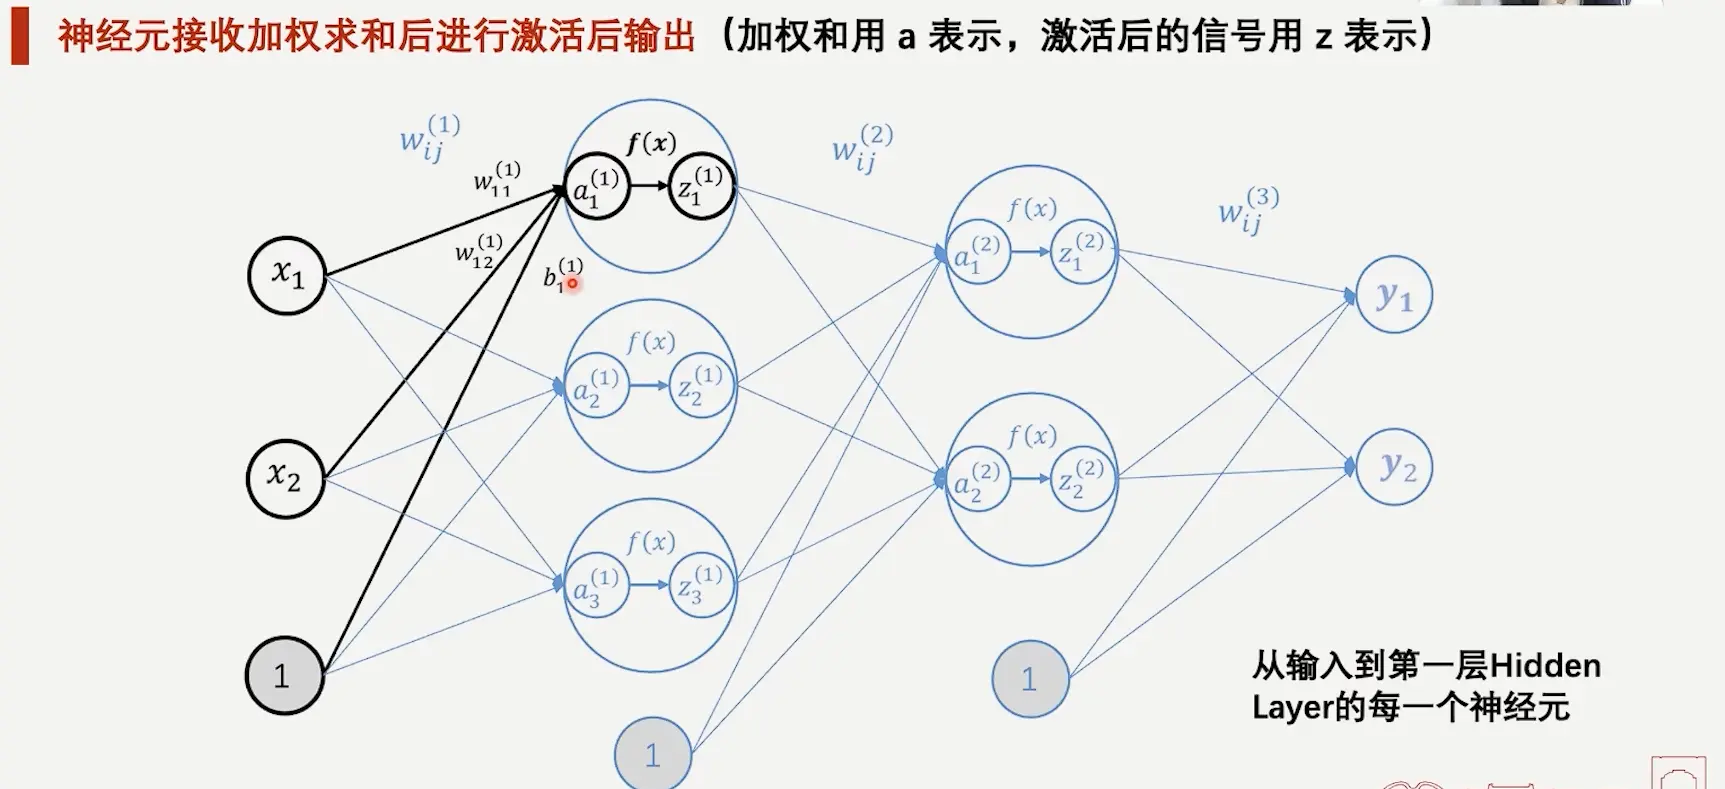 神经元接收加权求和后进行激活后输出（加权和用 a 表示，激活后的信号用 z 表示）
w_{ij}^{(1)}
w_{ij}^{(2)}
w_{ij}^{(3)}
w_{11}^{(1)}
w_{12}^{(1)}
b_1^{(1)}
x_1
x_2
1
f(x)
a_1^{(1)} z_1^{(1)}
f(x)
a_2^{(1)} z_2^{(1)}
f(x)
a_3^{(1)} z_3^{(1)}
1
f(x)
a_1^{(2)} z_1^{(2)}
f(x)
a_2^{(2)} z_2^{(2)}
1
y_1
y_2
从输入到第一层Hidden
Layer的每一个神经元